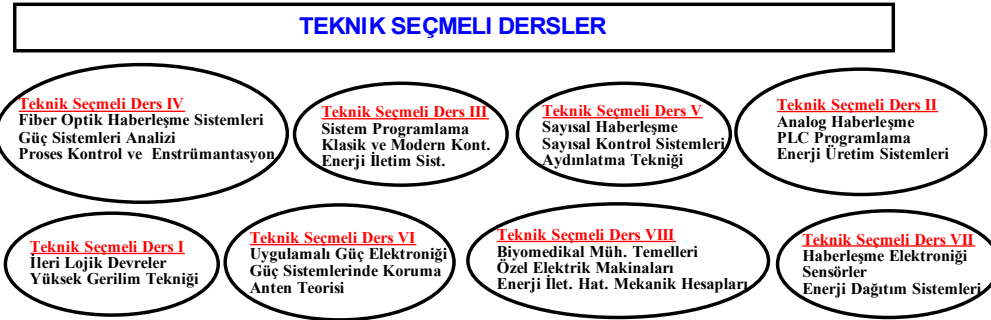 TEKNIK SEÇMELI DERSLER
Teknik Seçmeli Ders IV
Fiber Optik Haberleşme Sistemleri
Güç Sistemleri Analizi
Proses Kontrol ve Enstrümantasyon
Teknik Seçmeli Ders III
Sistem Programlama
Klasik ve Modern Kont.
Enerji İletim Sist.
Teknik Seçmeli Ders V
Sayısal Haberleşme
Sayısal Kontrol Sistemleri
Aydınlatma Tekniği
Teknik Seçmeli Ders II
Analog Haberleşme
PLC Programlama
Enerji Üretim Sistemleri
Teknik Seçmeli Ders I
İleri Lojik Devreler
Yüksek Gerilim Tekniği
Teknik Seçmeli Ders VI
Uygulamalı Güç Elektroniği
Güç Sistemlerinde Koruma
Anten Teorisi
Teknik Seçmeli Ders VIII
Biyomedikal Müh. Temelleri
Özel Elektrik Makinaları
Enerji İlet. Hat. Mekanik Hesapları
Teknik Seçmeli Ders VII
Haberleşme Elektroniği
Sensörler
Enerji Dağıtım Sistemleri